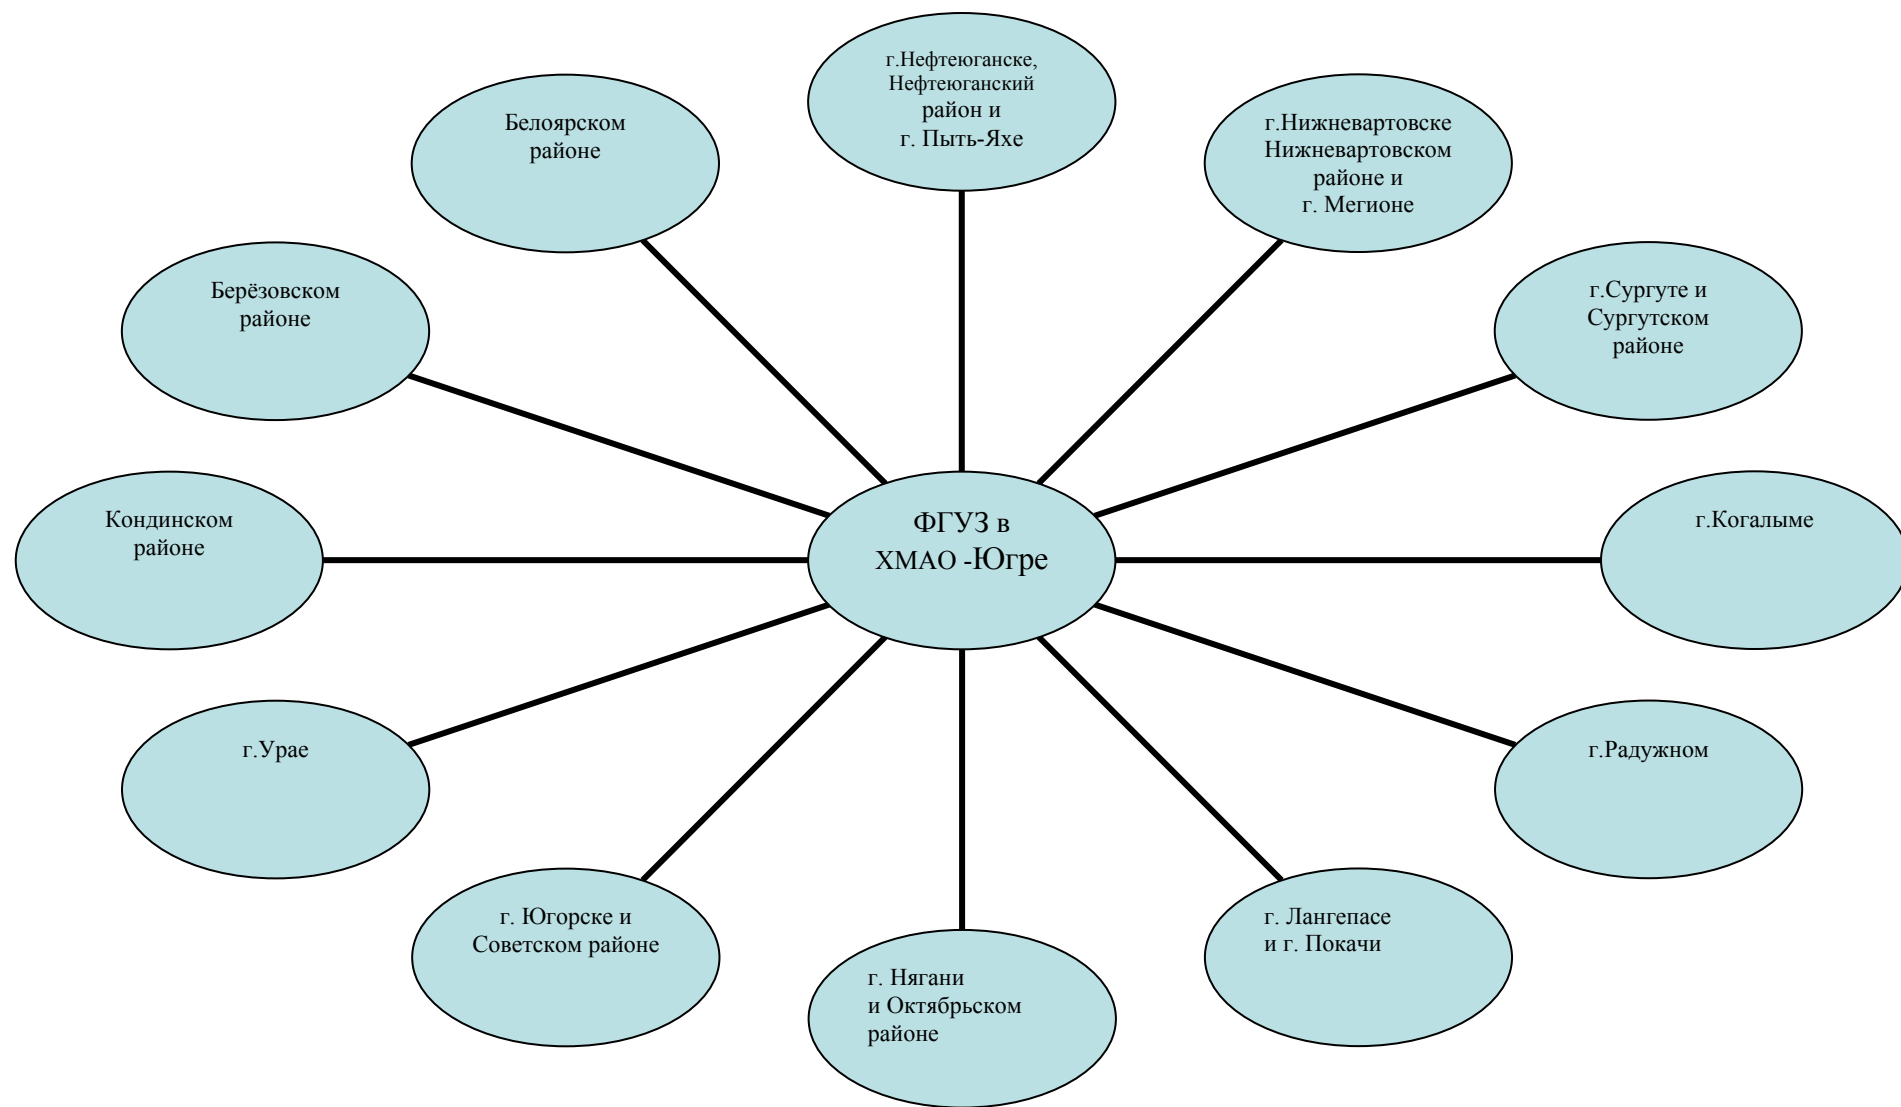 г.Нефтеюганске,
Нефтеюганский
район и
г. Пыть-Яхе
г.Нижневартовске
Нижневартовском
районе и
г. Мегионе
г.Сургуте и
Сургутском
районе
г.Когалыме
г.Радужном
г. Лангепасе
и г. Покачи
г. Нягани
и Октябрьском
районе
г. Югорске и
Советском районе
г.Урае
Кондинском
районе
Берёзовском
районе
Белоярском
районе
ФГУЗ в
ХМАО -Югре